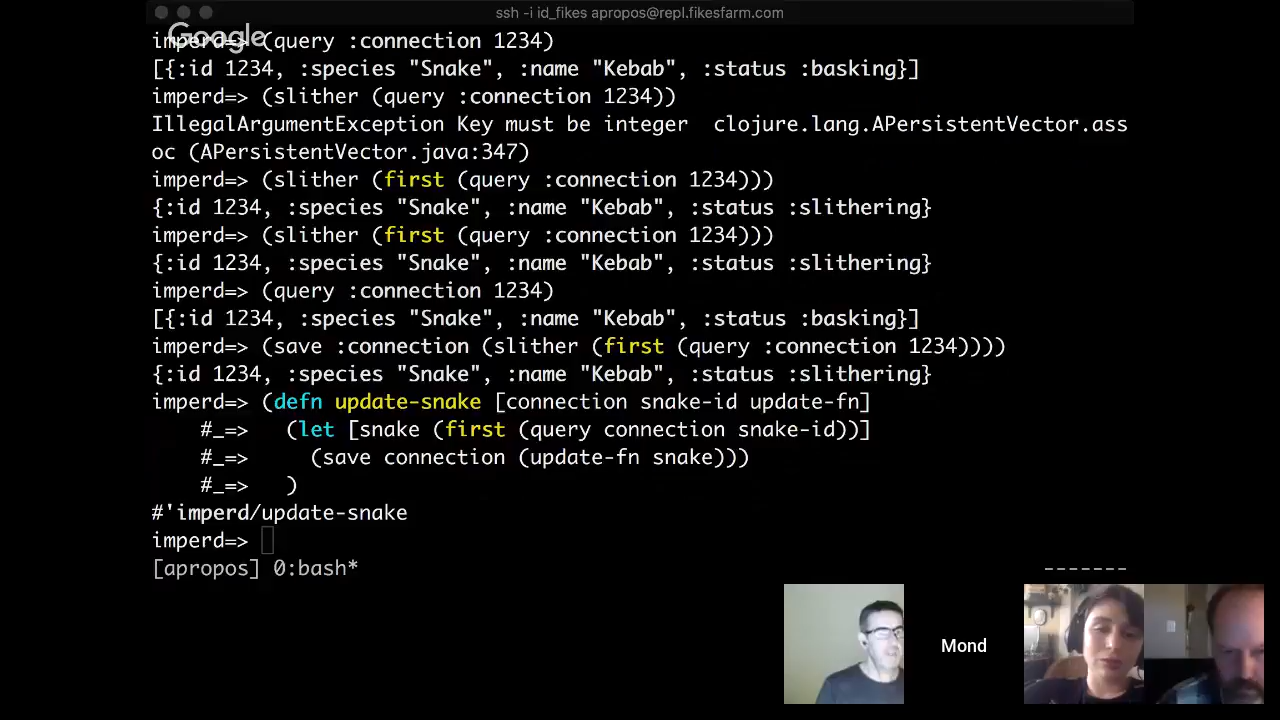 ssh -i id_fikes apropos@repl.fikesfarm.com
Google
imperd=> (query :connection 1234)
[{:id 1234, :species "Snake", :name "Kebab", :status :basking}]
imperd=> (slither (query :connection 1234))
IllegalArgumentException Key must be integer  clojure.lang.APersistentVector.ass
oc (APersistentVector.java:347)
imperd=> (slither (first (query :connection 1234)))
{:id 1234, :species "Snake", :name "Kebab", :status :slithering}
imperd=> (slither (first (query :connection 1234)))
{:id 1234, :species "Snake", :name "Kebab", :status :slithering}
imperd=> (query :connection 1234)
[{:id 1234, :species "Snake", :name "Kebab", :status :basking}]
imperd=> (save :connection (slither (first (query :connection 1234))))
{:id 1234, :species "Snake", :name "Kebab", :status :slithering}
imperd=> (defn update-snake [connection snake-id update-fn]
#_=>   (let [snake (first (query connection snake-id))]
#_=>     (save connection (update-fn snake)))
#_=>   )
#'imperd/update-snake
imperd=>
[apropos] 0:bash*
-------
Mond